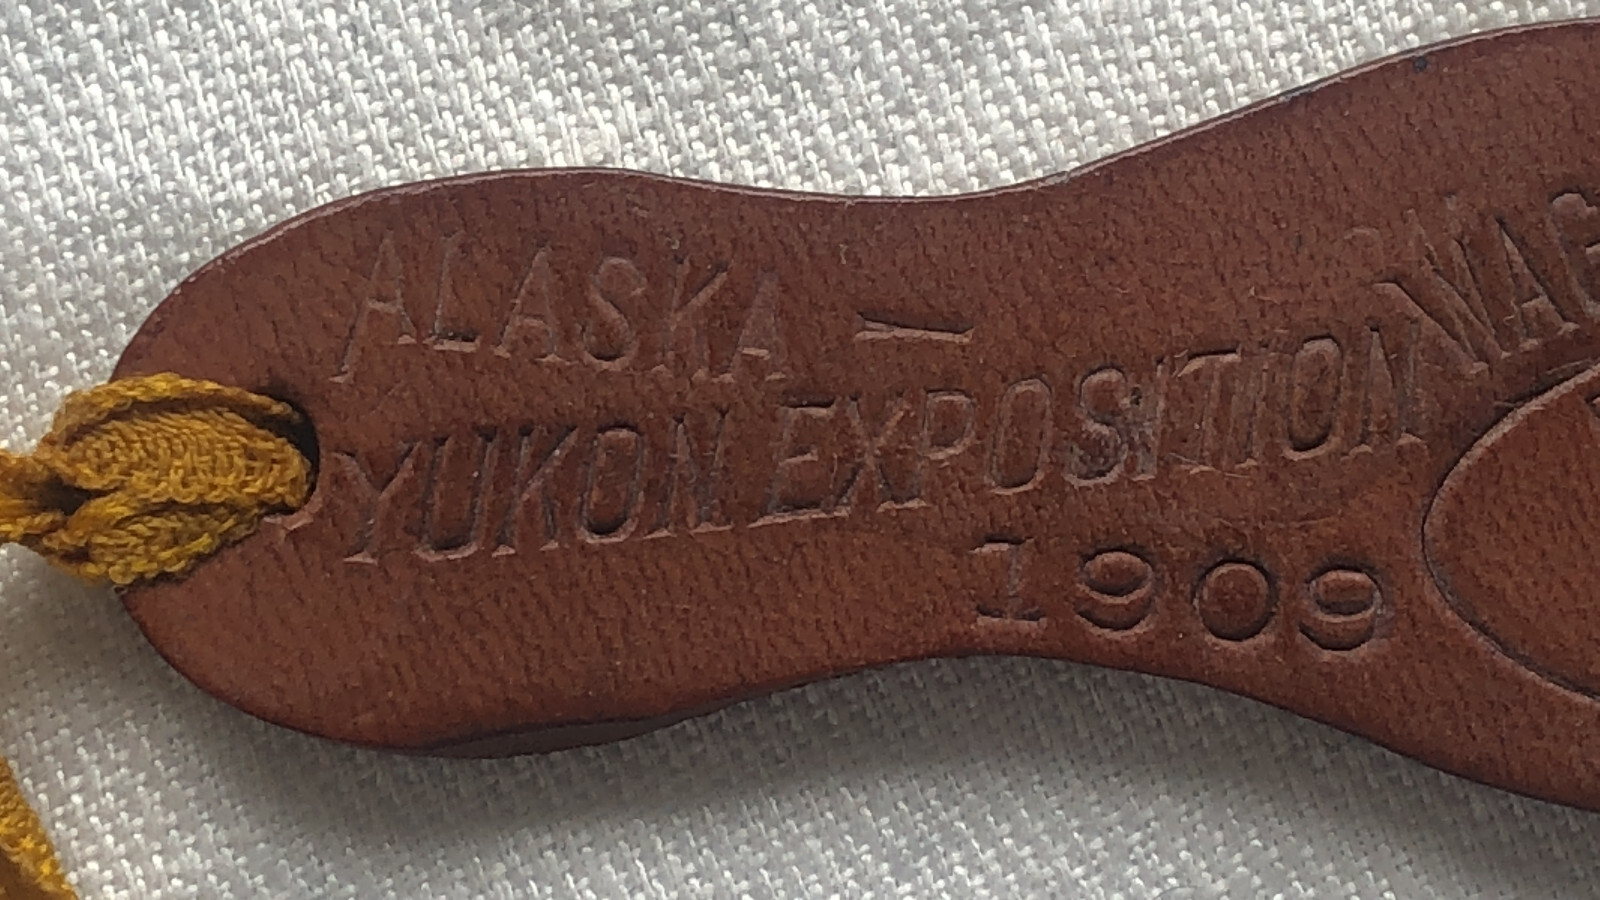 ALASKA —
YUKON EXPOSITION
1909